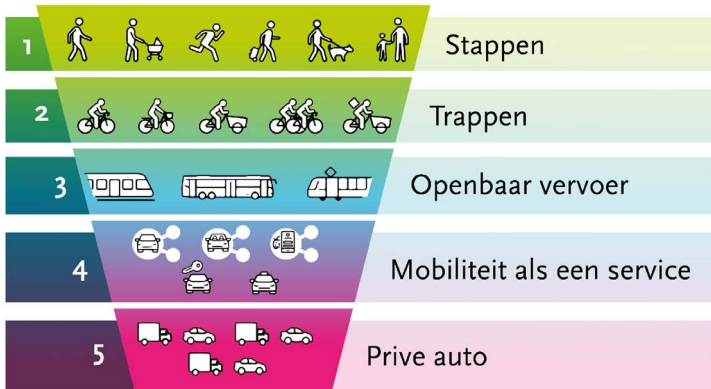 1 Stappen
2 Trappen
3 Openbaar vervoer
4 Mobiliteit als een service
5 Prive auto